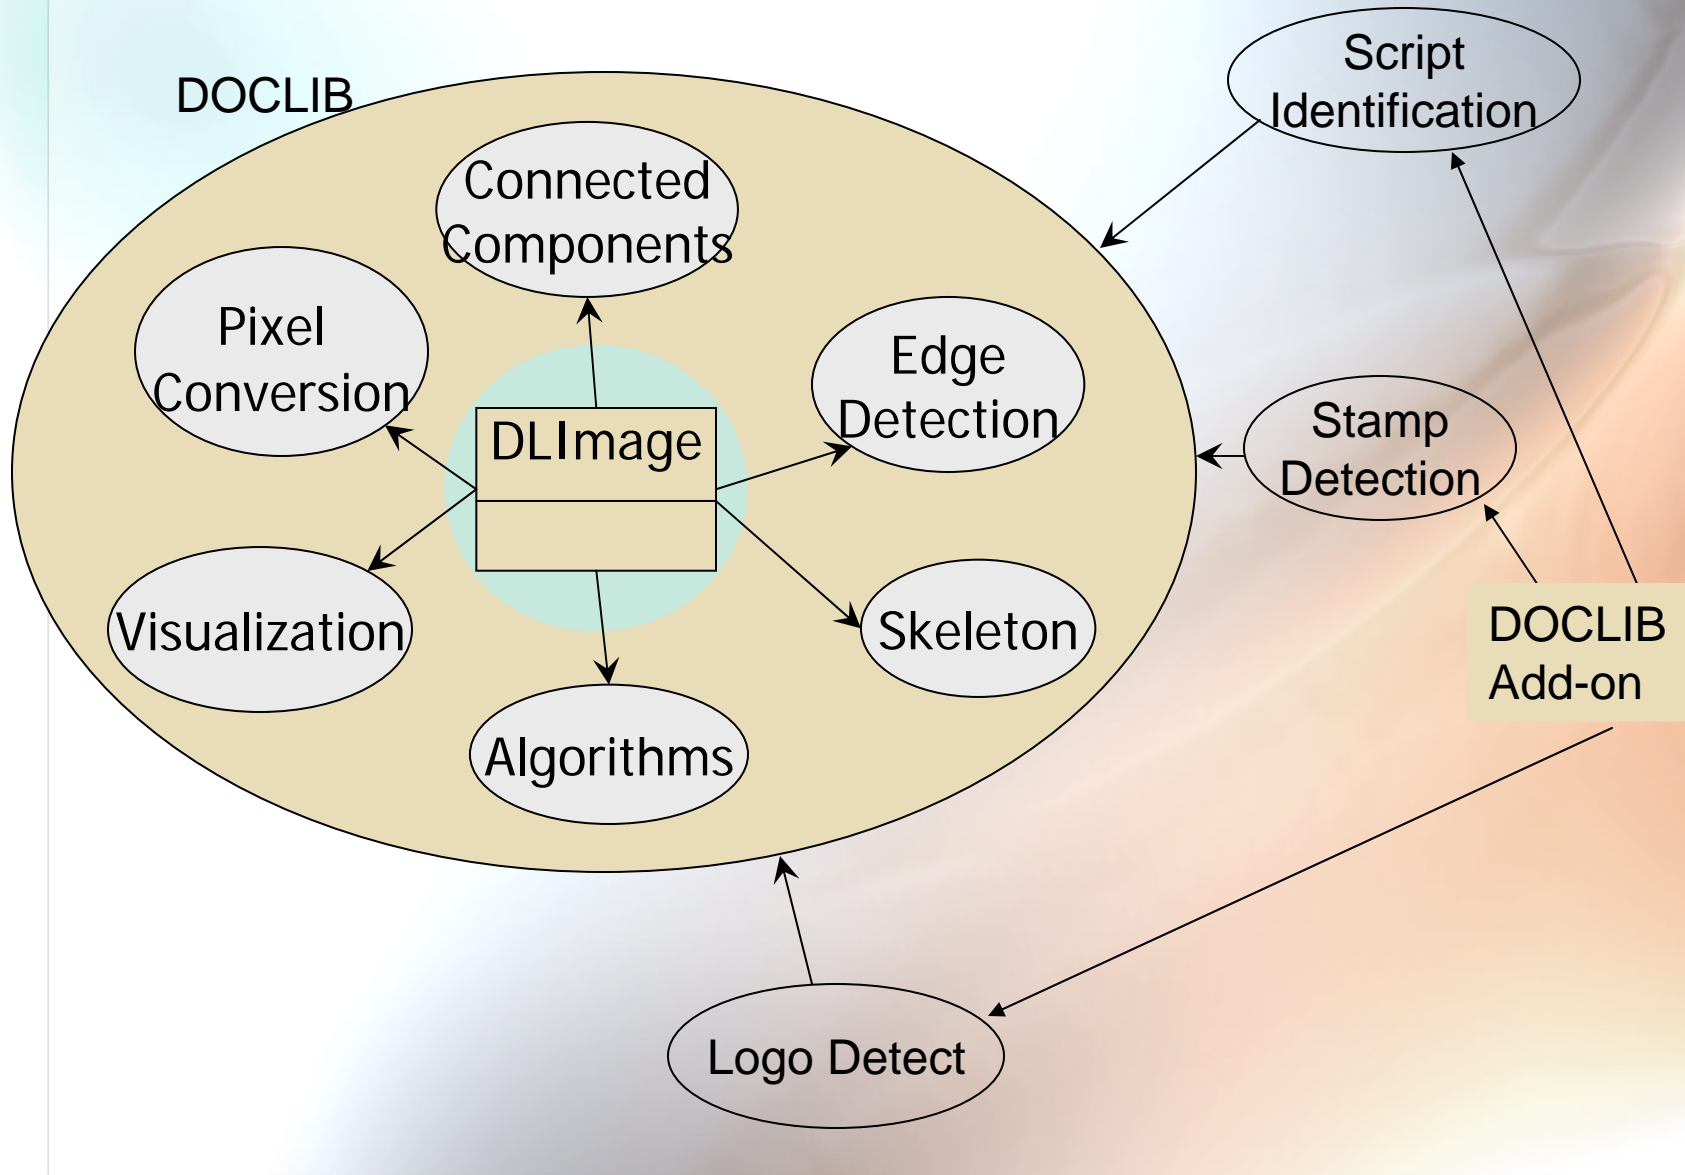 DOCLIB
Connected
Components
Pixel
Conversion
Edge
Detection
DLImage
Visualization
Skeleton
Algorithms
Script
Identification
Stamp
Detection
DOCLIB
Add-on
Logo Detect